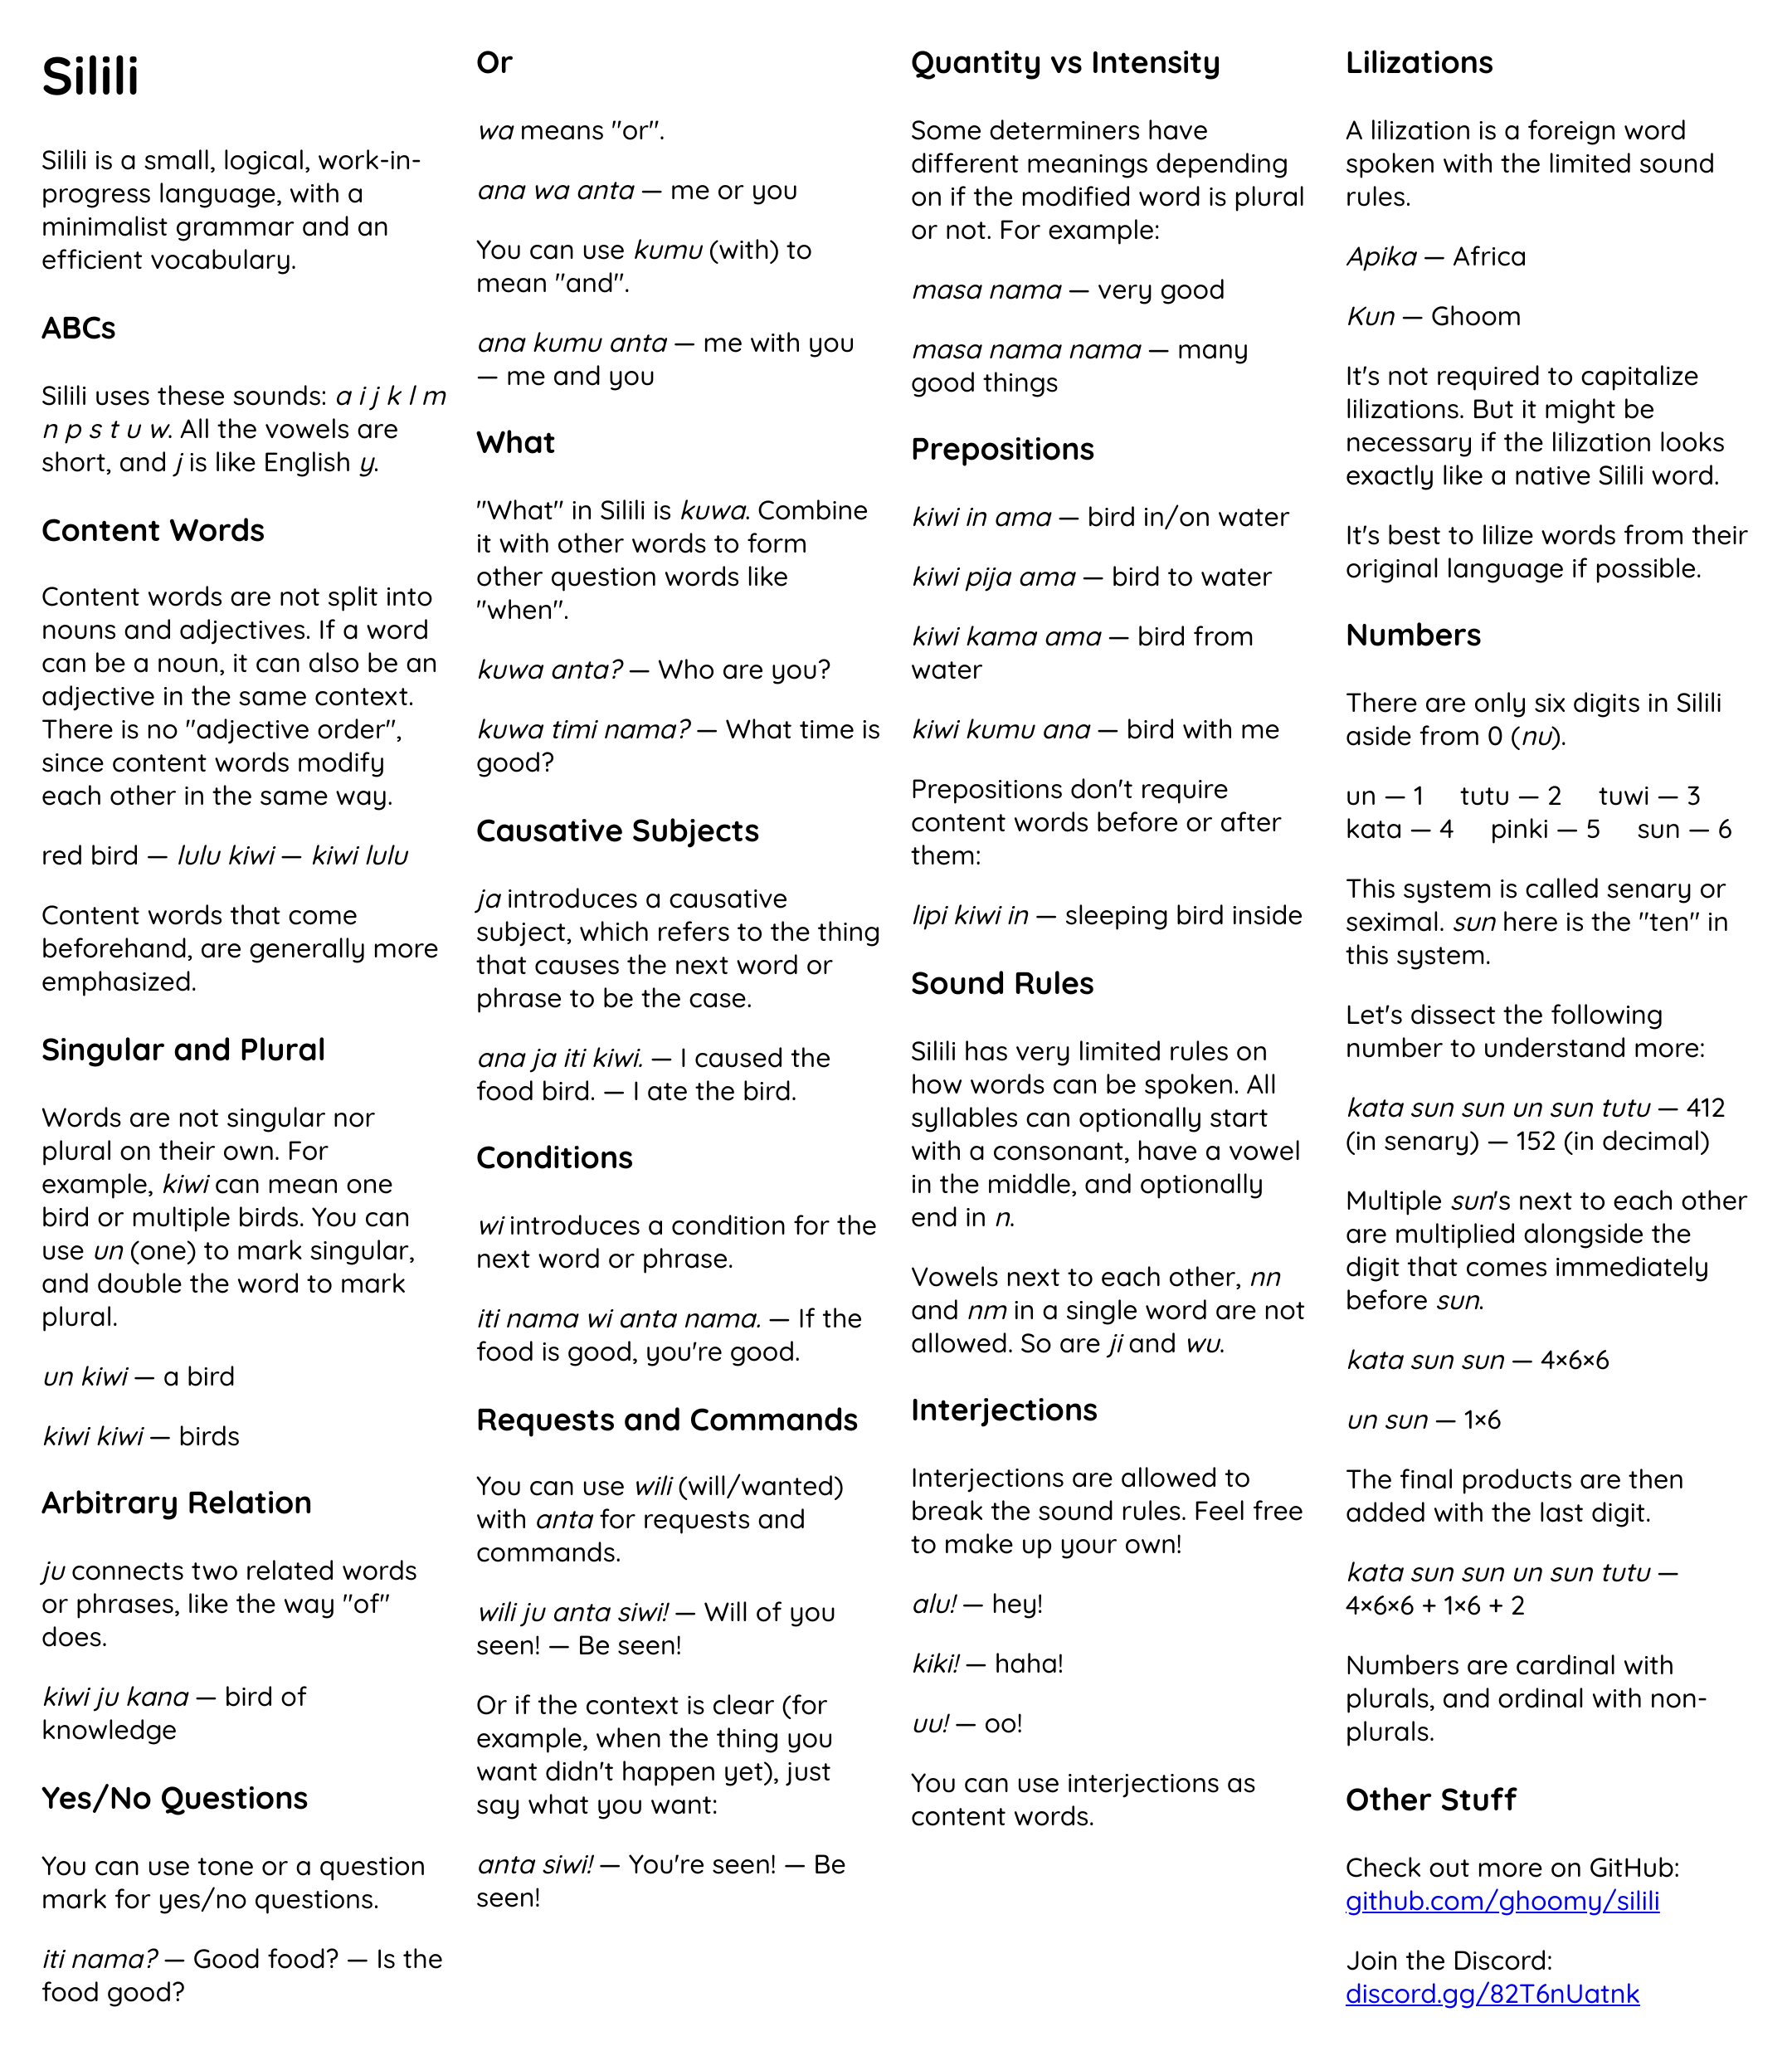 Silili
Silili is a small, logical, work-in-
progress language, with a
minimalist grammar and an
efficient vocabulary.
ABCs
Silili uses these sounds: a i j k l m
n p s t u w. All the vowels are
short, and j is like English y.
Content Words
Content words are not split into
nouns and adjectives. If a word
can be a noun, it can also be an
adjective in the same context.
There is no "adjective order",
since content words modify
each other in the same way.
red bird — lulu kiwi — kiwi lulu
Content words that come
beforehand, are generally more
emphasized.
Singular and Plural
Words are not singular nor
plural on their own. For
example, kiwi can mean one
bird or multiple birds. You can
use un (one) to mark singular,
and double the word to mark
plural.
un kiwi — a bird
kiwi kiwi — birds
Arbitrary Relation
ju connects two related words
or phrases, like the way "of"
does.
kiwi ju kana — bird of
knowledge
Yes/No Questions
You can use tone or a question
mark for yes/no questions.
iti nama? — Good food? — Is the
food good?
Or
wa means "or".
ana wa anta — me or you
You can use kumu (with) to
mean "and".
ana kumu anta — me with you
— me and you
What
"What" in Silili is kuwa. Combine
it with other words to form
other question words like
"when".
kuwa anta? — Who are you?
kuwa timi nama? — What time is
good?
Causative Subjects
ja introduces a causative
subject, which refers to the thing
that causes the next word or
phrase to be the case.
ana ja iti kiwi. — I caused the
food bird. — I ate the bird.
Conditions
wi introduces a condition for the
next word or phrase.
iti nama wi anta nama. — If the
food is good, you're good.
Requests and Commands
You can use wili (will/wanted)
with anta for requests and
commands.
wili ju anta siwi! — Will of you
seen! — Be seen!
Or if the context is clear (for
example, when the thing you
want didn't happen yet), just
say what you want:
anta siwi! — You're seen! — Be
seen!
Quantity vs Intensity
Some determiners have
different meanings depending
on if the modified word is plural
or not. For example:
masa nama — very good
masa nama nama — many
good things
Prepositions
kiwi in ama — bird in/on water
kiwi pija ama — bird to water
kiwi kama ama — bird from
water
kiwi kumu ana — bird with me
Prepositions don't require
content words before or after
them:
lipi kiwi in — sleeping bird inside
Sound Rules
Silili has very limited rules on
how words can be spoken. All
syllables can optionally start
with a consonant, have a vowel
in the middle, and optionally
end in n.
Vowels next to each other, nn
and nm in a single word are not
allowed. So are ji and wu.
Interjections
Interjections are allowed to
break the sound rules. Feel free
to make up your own!
alu! — hey!
kiki! — haha!
uu! — oo!
You can use interjections as
content words.
Lilizations
A lilization is a foreign word
spoken with the limited sound
rules.
Apika — Africa
Kun — Ghoom
It's not required to capitalize
lilizations. But it might be
necessary if the lilization looks
exactly like a native Silili word.
It's best to lilize words from their
original language if possible.
Numbers
There are only six digits in Silili
aside from 0 (nu).
un — 1 tutu — 2 tuwi — 3
kata — 4 pinki — 5 sun — 6
This system is called senary or
seximal. sun here is the "ten" in
this system.
Let's dissect the following
number to understand more:
kata sun sun un sun tutu — 412
(in senary) — 152 (in decimal)
Multiple sun's next to each other
are multiplied alongside the
digit that comes immediately
before sun.
kata sun sun — 4×6×6
un sun — 1×6
The final products are then
added with the last digit.
kata sun sun un sun tutu —
4×6×6 + 1×6 + 2
Numbers are cardinal with
plurals, and ordinal with non-
plurals.
Other Stuff
Check out more on GitHub:
github.com/ghoomy/silili
Join the Discord:
discord.gg/82T6nUatnk